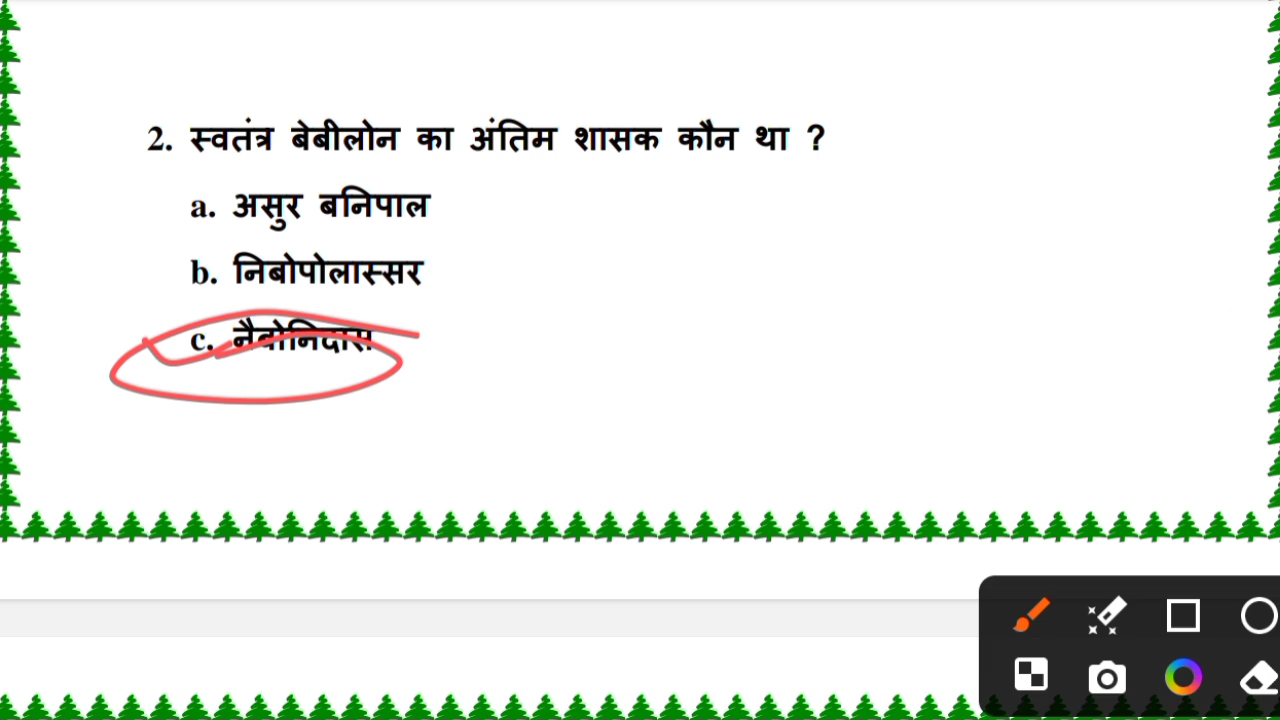 2. स्वतंत्र बेबीलोन का अंतिम शासक कौन था ?
a. असुर बनिपाल
b. निबोपोलास्सर
c. नैबोनिदास